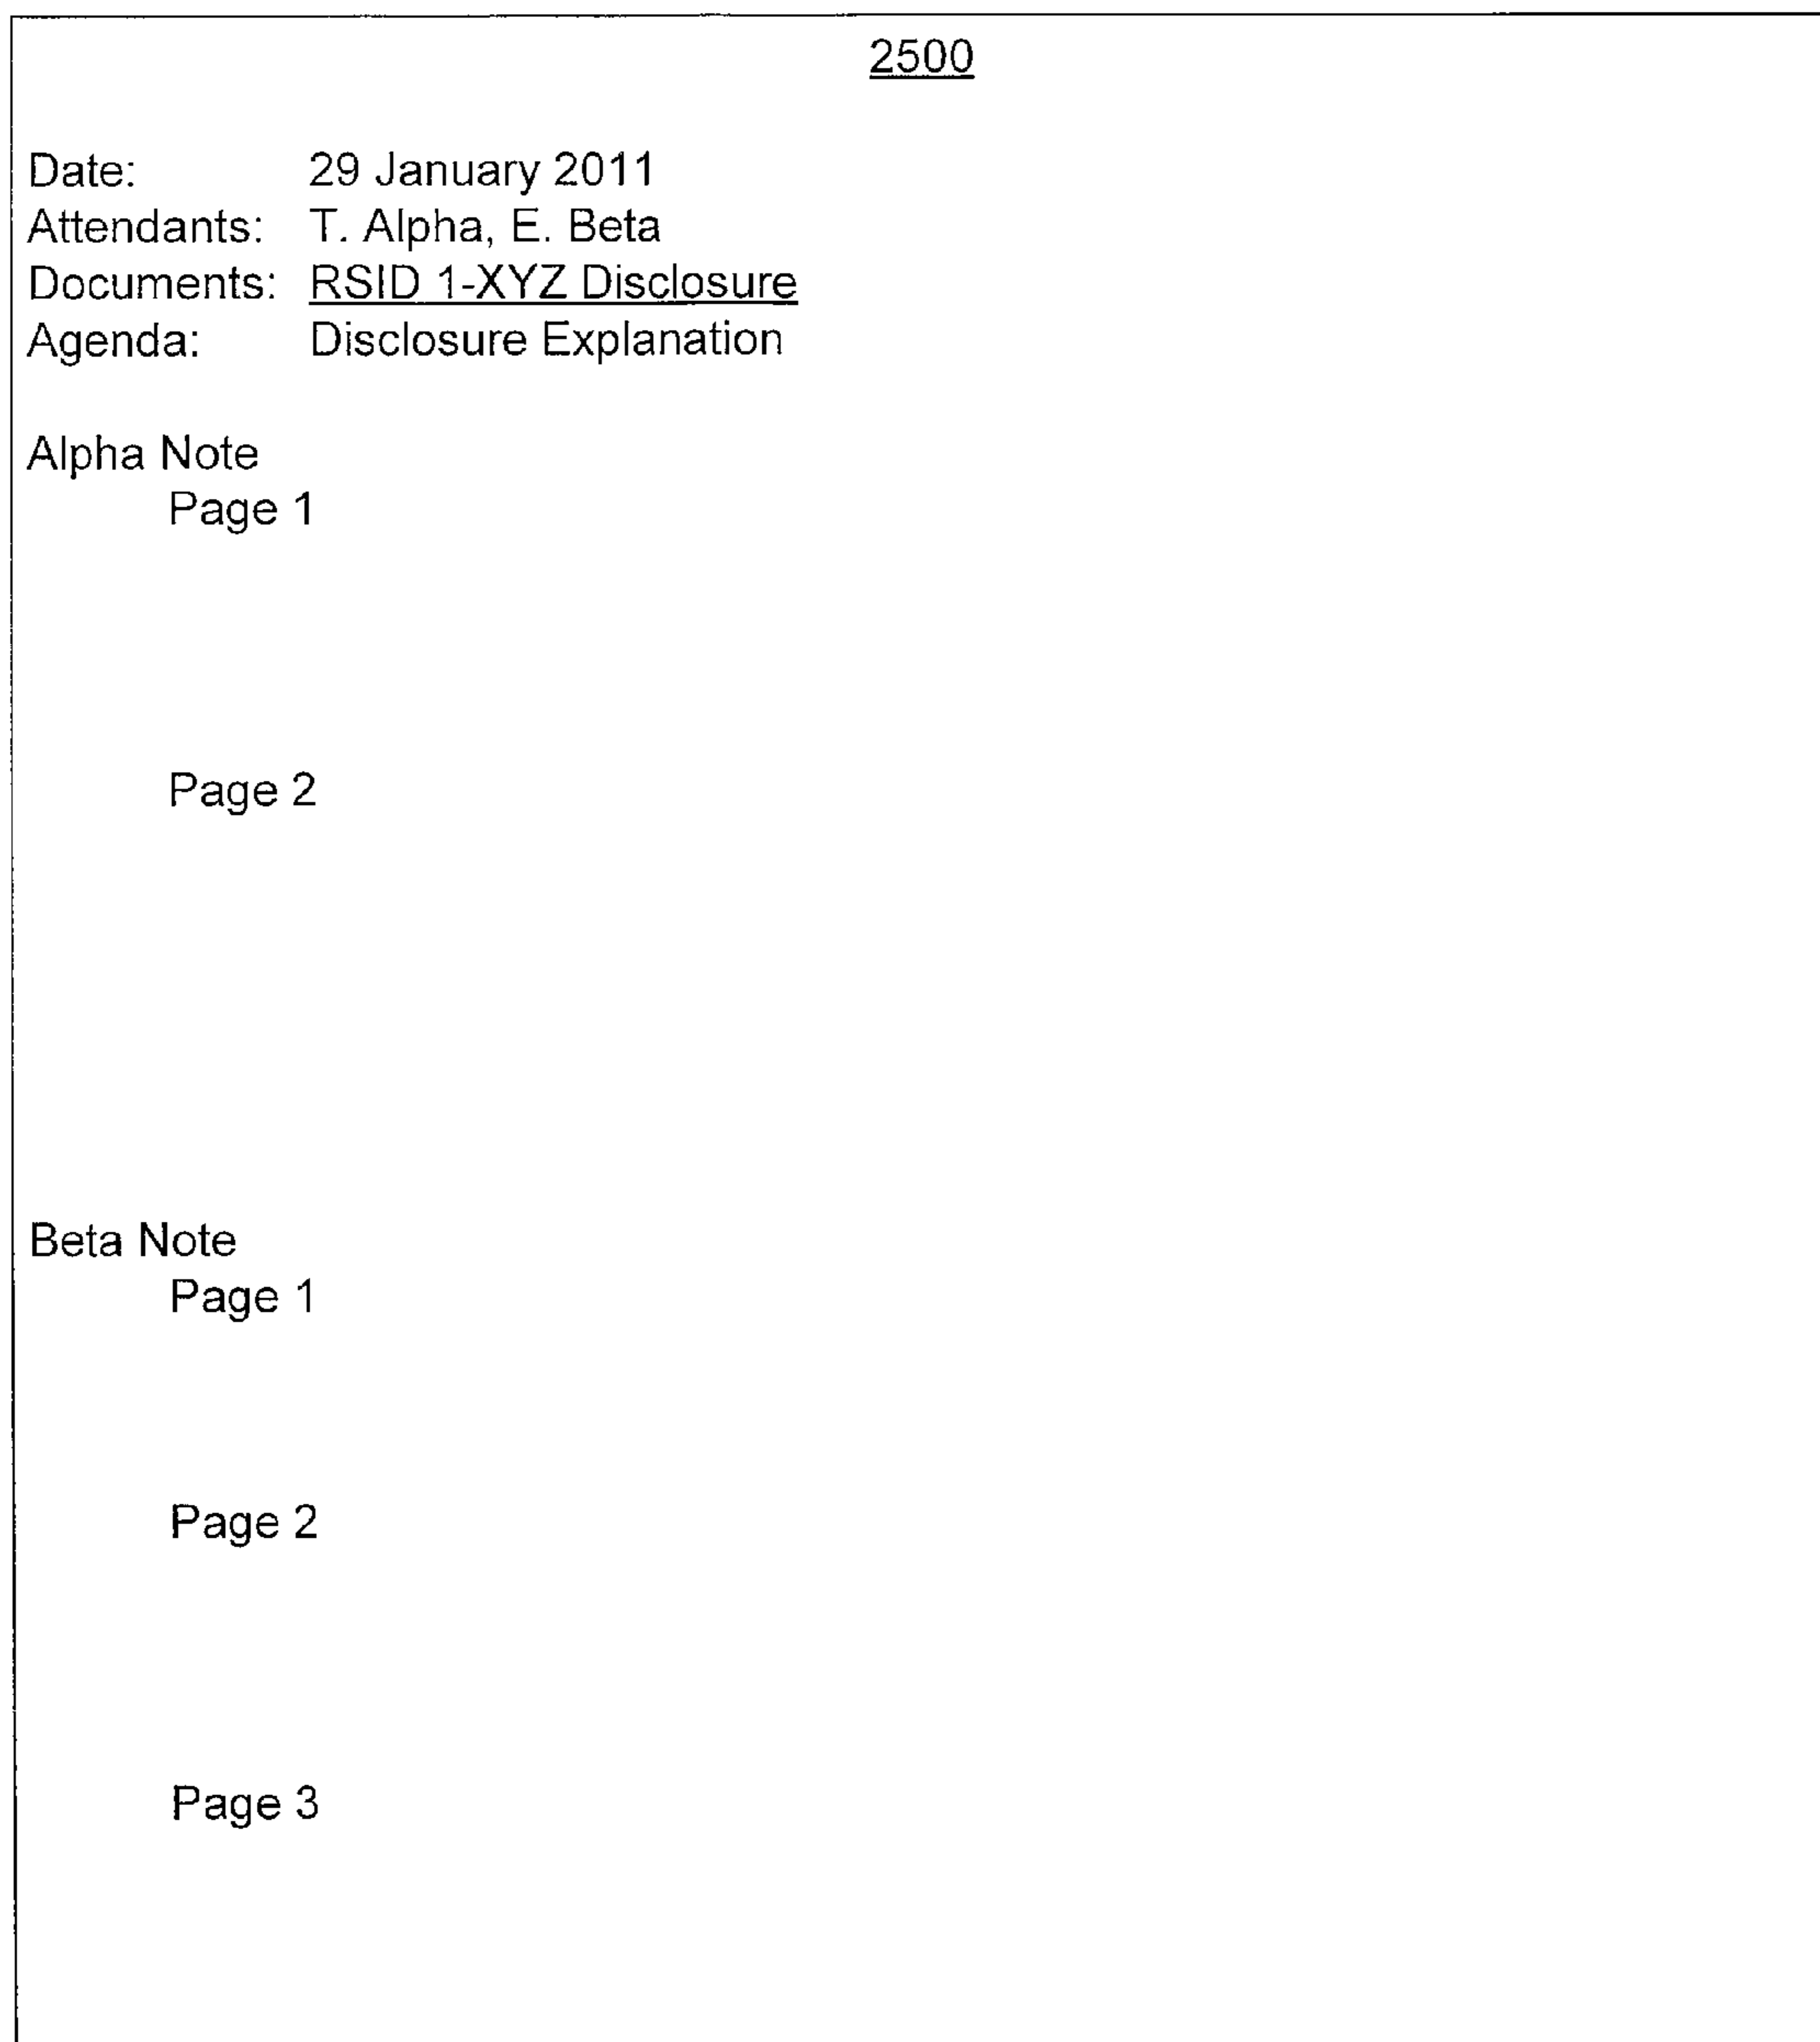 2500
Date: 29 January 2011
Attendants: T. Alpha, E. Beta
Documents: RSID 1-XYZ Disclosure
Agenda: Disclosure Explanation
Alpha Note
Page 1
Page 2
Beta Note
Page 1
Page 2
Page 3